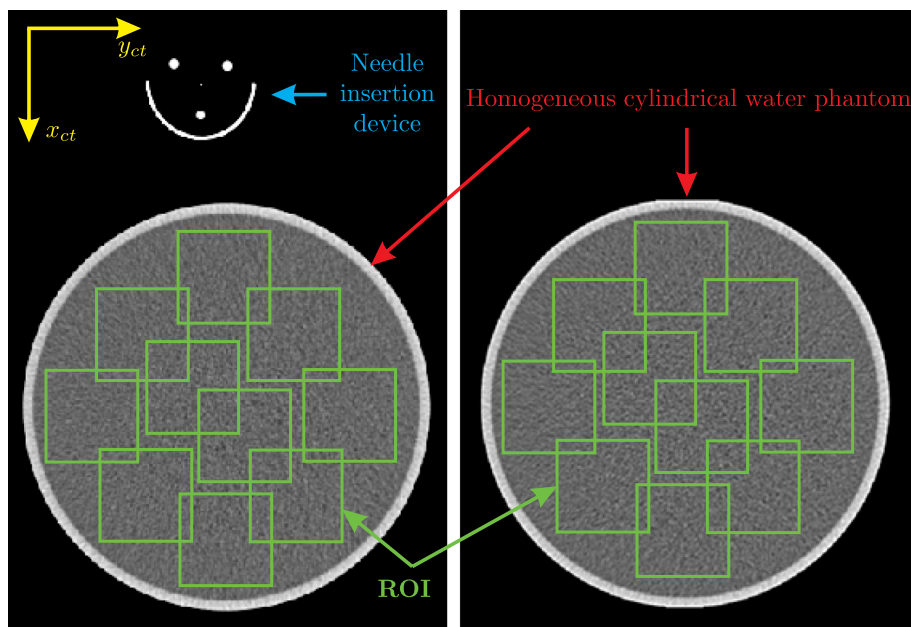 y_ct
x_ct
Needle
insertion
device
Homogeneous cylindrical water phantom
ROI